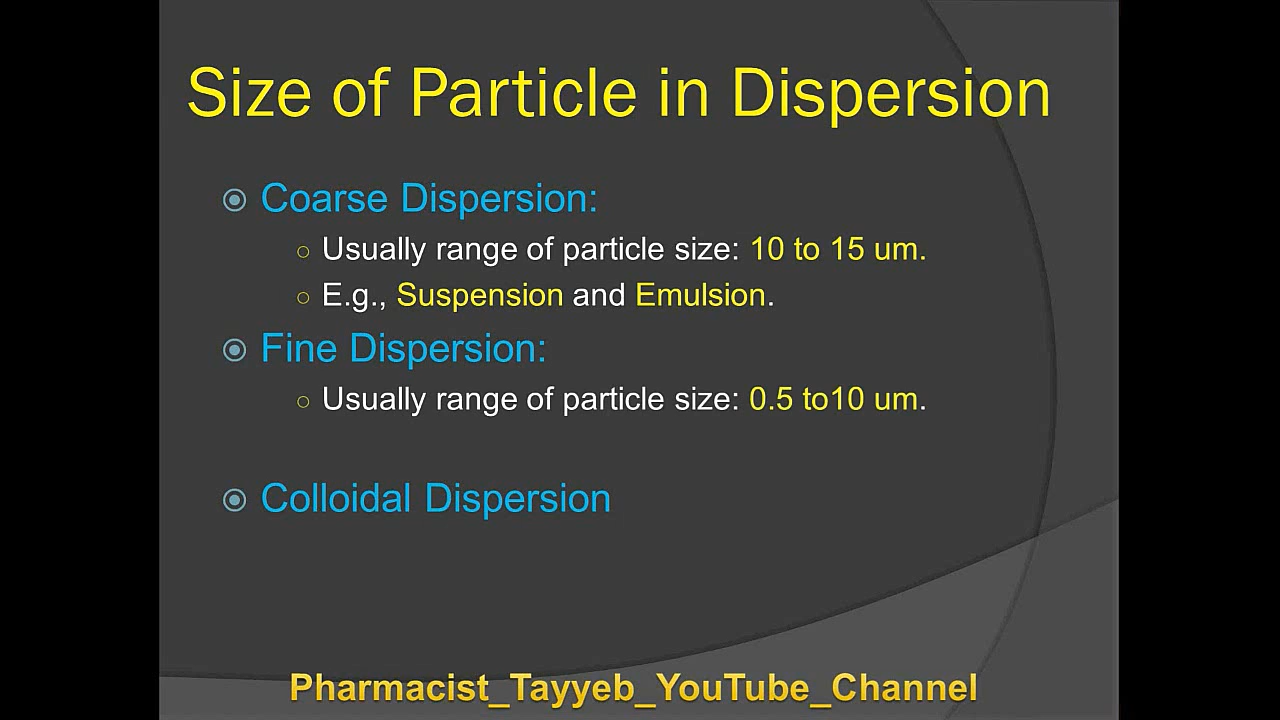 Size of Particle in Dispersion
Coarse Dispersion:
Usually range of particle size: 10 to 15 um.
E.g., Suspension and Emulsion.
Fine Dispersion:
Usually range of particle size: 0.5 to10 um.
Colloidal Dispersion
Pharmacist_Tayyeb_YouTube_Channel